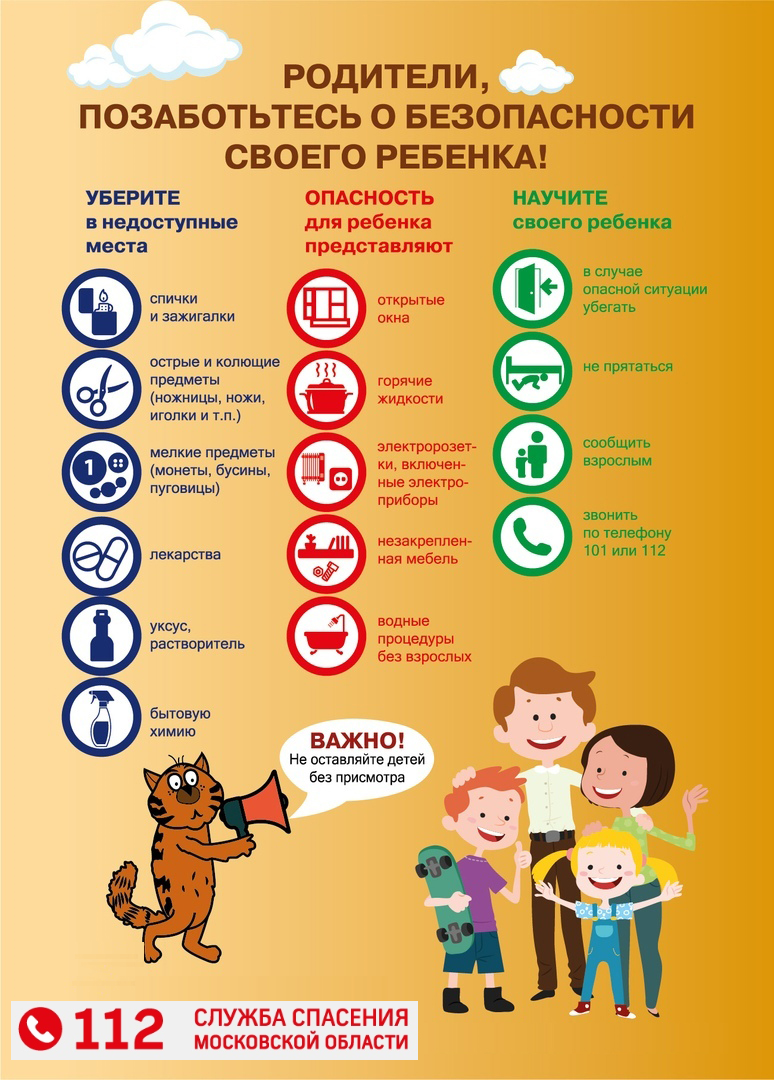 РОДИТЕЛИ,
ПОЗАБОТЬТЕСЬ О БЕЗОПАСНОСТИ
СВОЕГО РЕБЕНКА!
УБЕРИТЕ
в недоступные
места
спички
и зажигалки
острые и колющие
предметы
(ножницы, ножи,
иголки и т.п.)
1
мелкие предметы
(монеты, бусины,
пуговицы)
лекарства
уксус,
растворитель
бытовую
химию
ОПАСНОСТЬ
для ребенка
представляют
открытые
окна
горячие
жидкости
электророзет-
ки, включен-
ные электро-
приборы
незакреплен-
ная мебель
водные
процедуры
без взрослых
НАУЧИТЕ
своего ребенка
в случае
опасной ситуации
убегать
не прятаться
сообщить
взрослым
звонить
по телефону
101 или 112
ВАЖНО!
Не оставляйте детей
без присмотра
112
СЛУЖБА СПАСЕНИЯ
МОСКОВСКОЙ ОБЛАСТИ